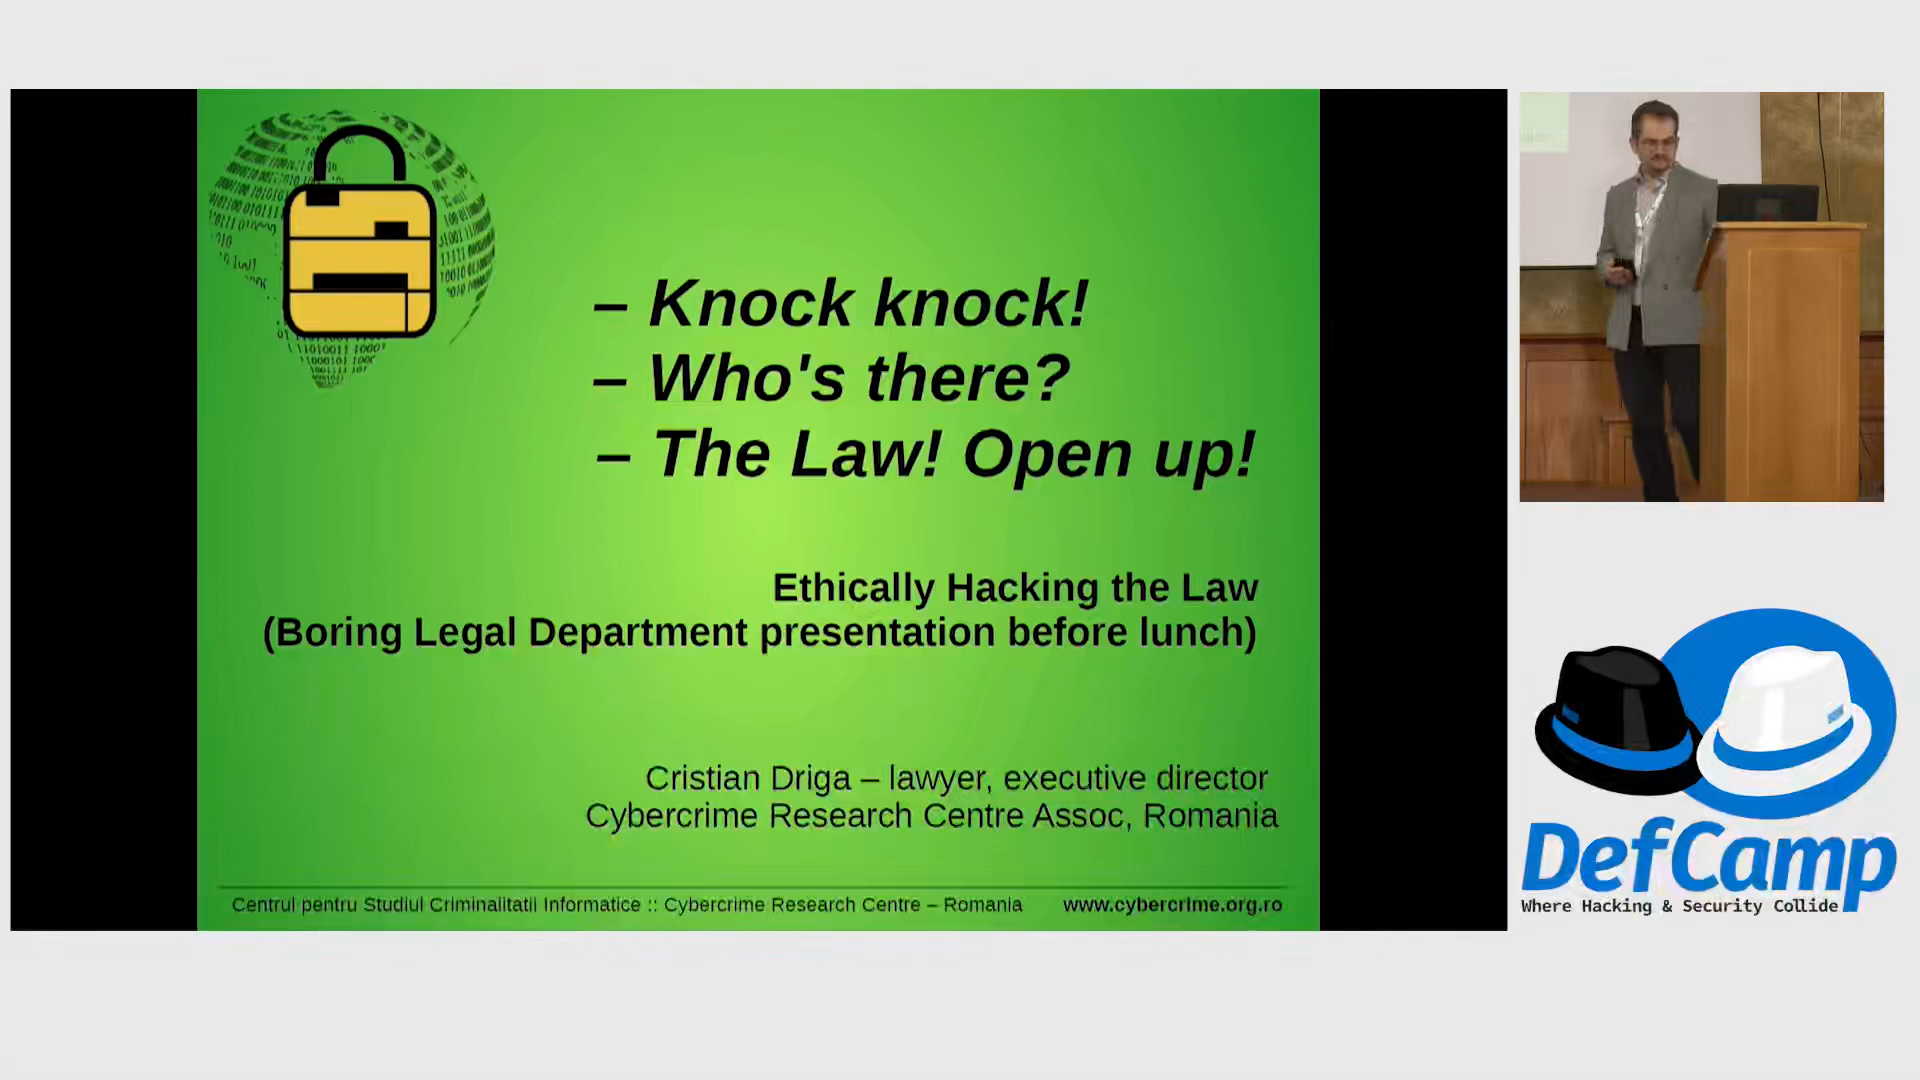 – Knock knock!
– Who's there?
– The Law! Open up!
Ethically Hacking the Law
(Boring Legal Department presentation before lunch)
Cristian Driga – lawyer, executive director
Cybercrime Research Centre Assoc, Romania
Centrul pentru Studiul Criminalitatii Informatice :: Cybercrime Research Centre – Romania
www.cybercrime.org.ro
DefCamp
Where Hacking & Security Collide